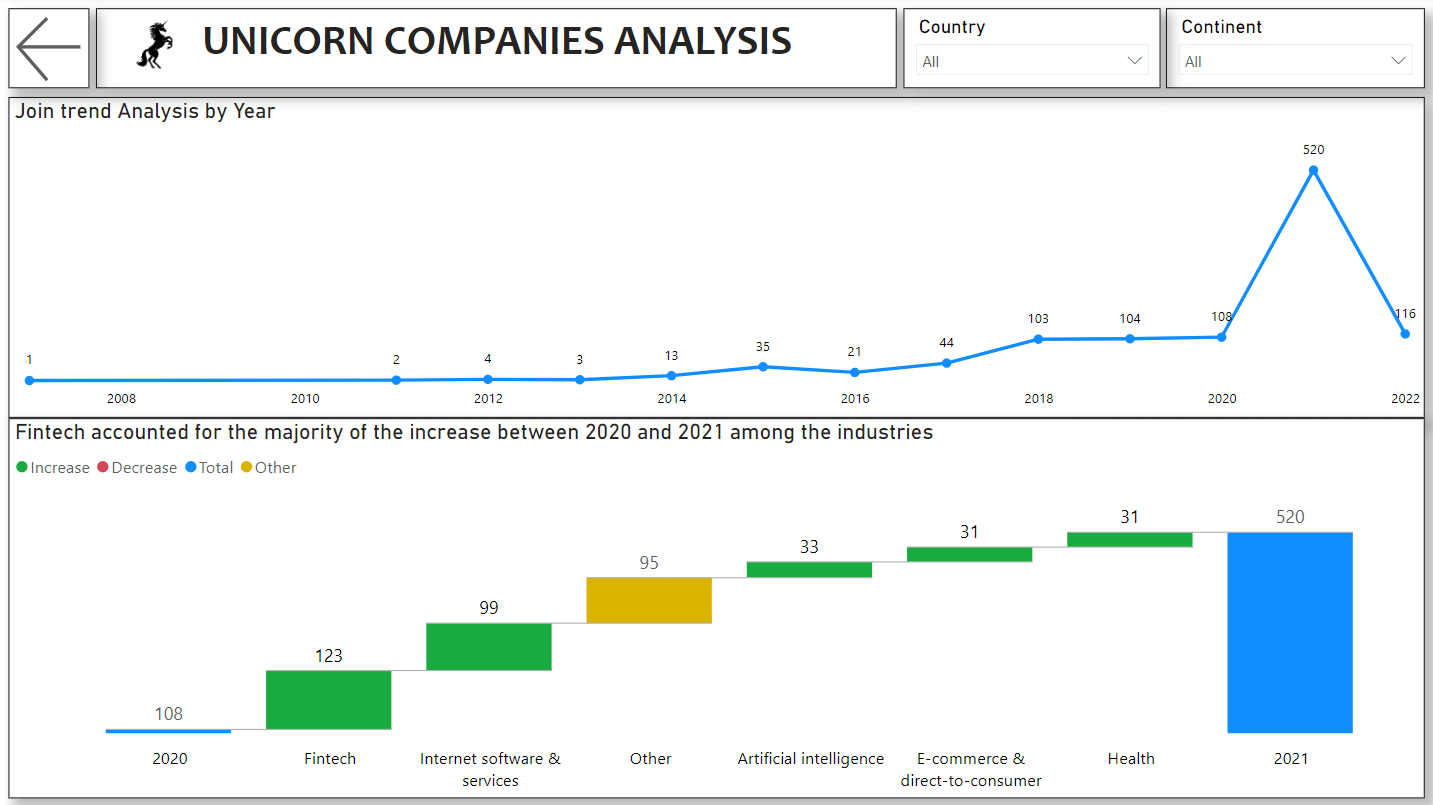 UNICORN COMPANIES ANALYSIS
Country
All
Continent
All
Join trend Analysis by Year
1
2
4
3
13
35
21
44
103
104
108
520
116
2008
2010
2012
2014
2016
2018
2020
2022
Fintech accounted for the majority of the increase between 2020 and 2021 among the industries
Increase
Decrease
Total
Other
108
123
99
95
33
31
31
520
2020
Fintech
Internet software &
services
Other
Artificial intelligence
E-commerce &
direct-to-consumer
Health
2021